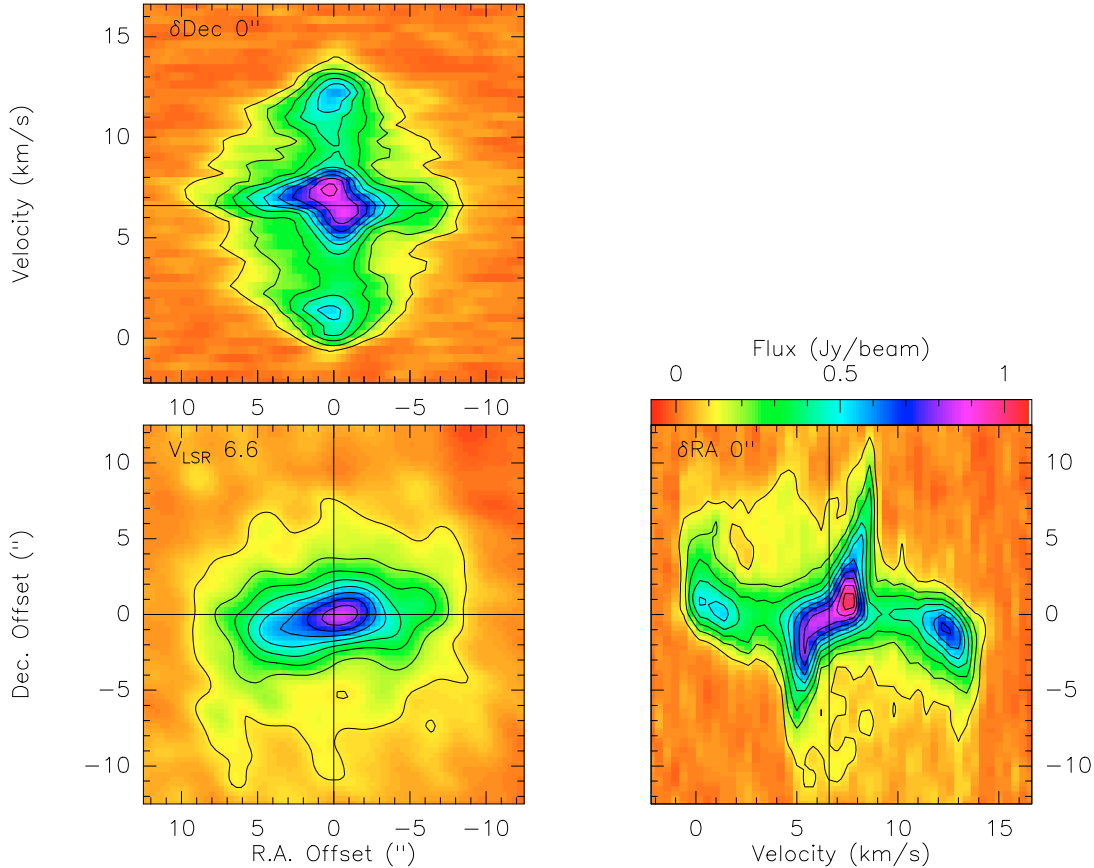 δDec 0"
15
10
5
0
Velocity (km/s)
10 5 0 −5 −10
Flux (Jy/beam)
0 0.5 1
V_LSR 6.6
10
5
0
−5
−10
Dec. Offset (")
10 5 0 −5 −10
R.A. Offset (")
δRA 0"
10
5
0
−5
−10
0 5 10 15
Velocity (km/s)